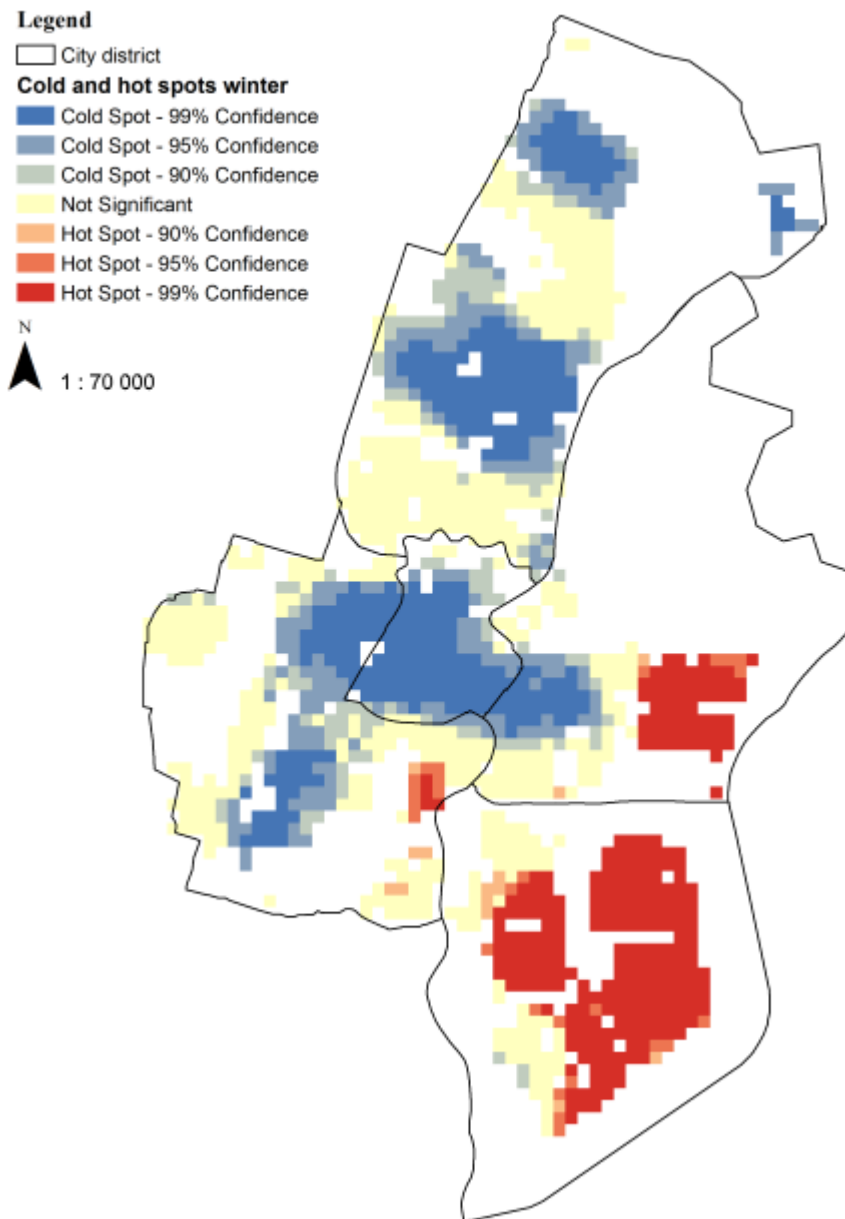 Legend
City district
Cold and hot spots winter
Cold Spot - 99% Confidence
Cold Spot - 95% Confidence
Cold Spot - 90% Confidence
Not Significant
Hot Spot - 90% Confidence
Hot Spot - 95% Confidence
Hot Spot - 99% Confidence
N
1 : 70 000